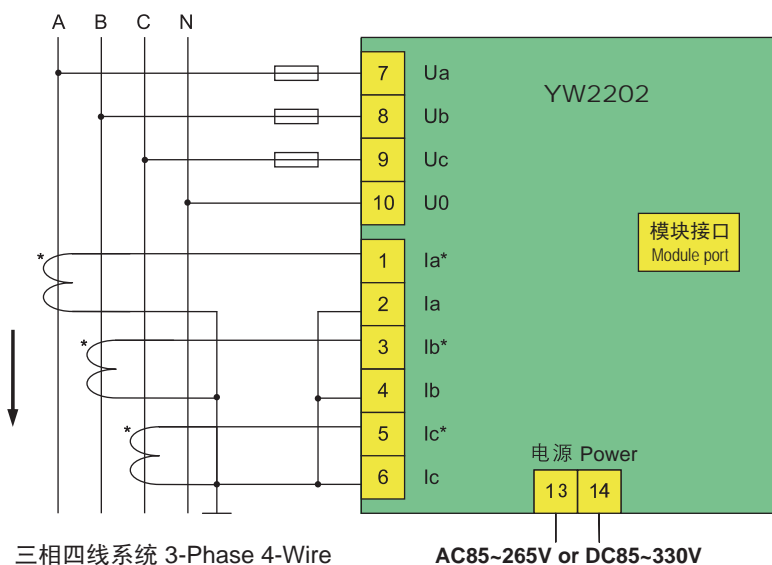 A B C N
7 Ua
YW2202
8 Ub
9 Uc
10 U0
模块接口
Module port
* 1 Ia*
2 Ia
* 3 Ib*
4 Ib
* 5 Ic*
电源 Power
6 Ic
13 14
三相四线系统 3-Phase 4-Wire
AC85~265V or DC85~330V